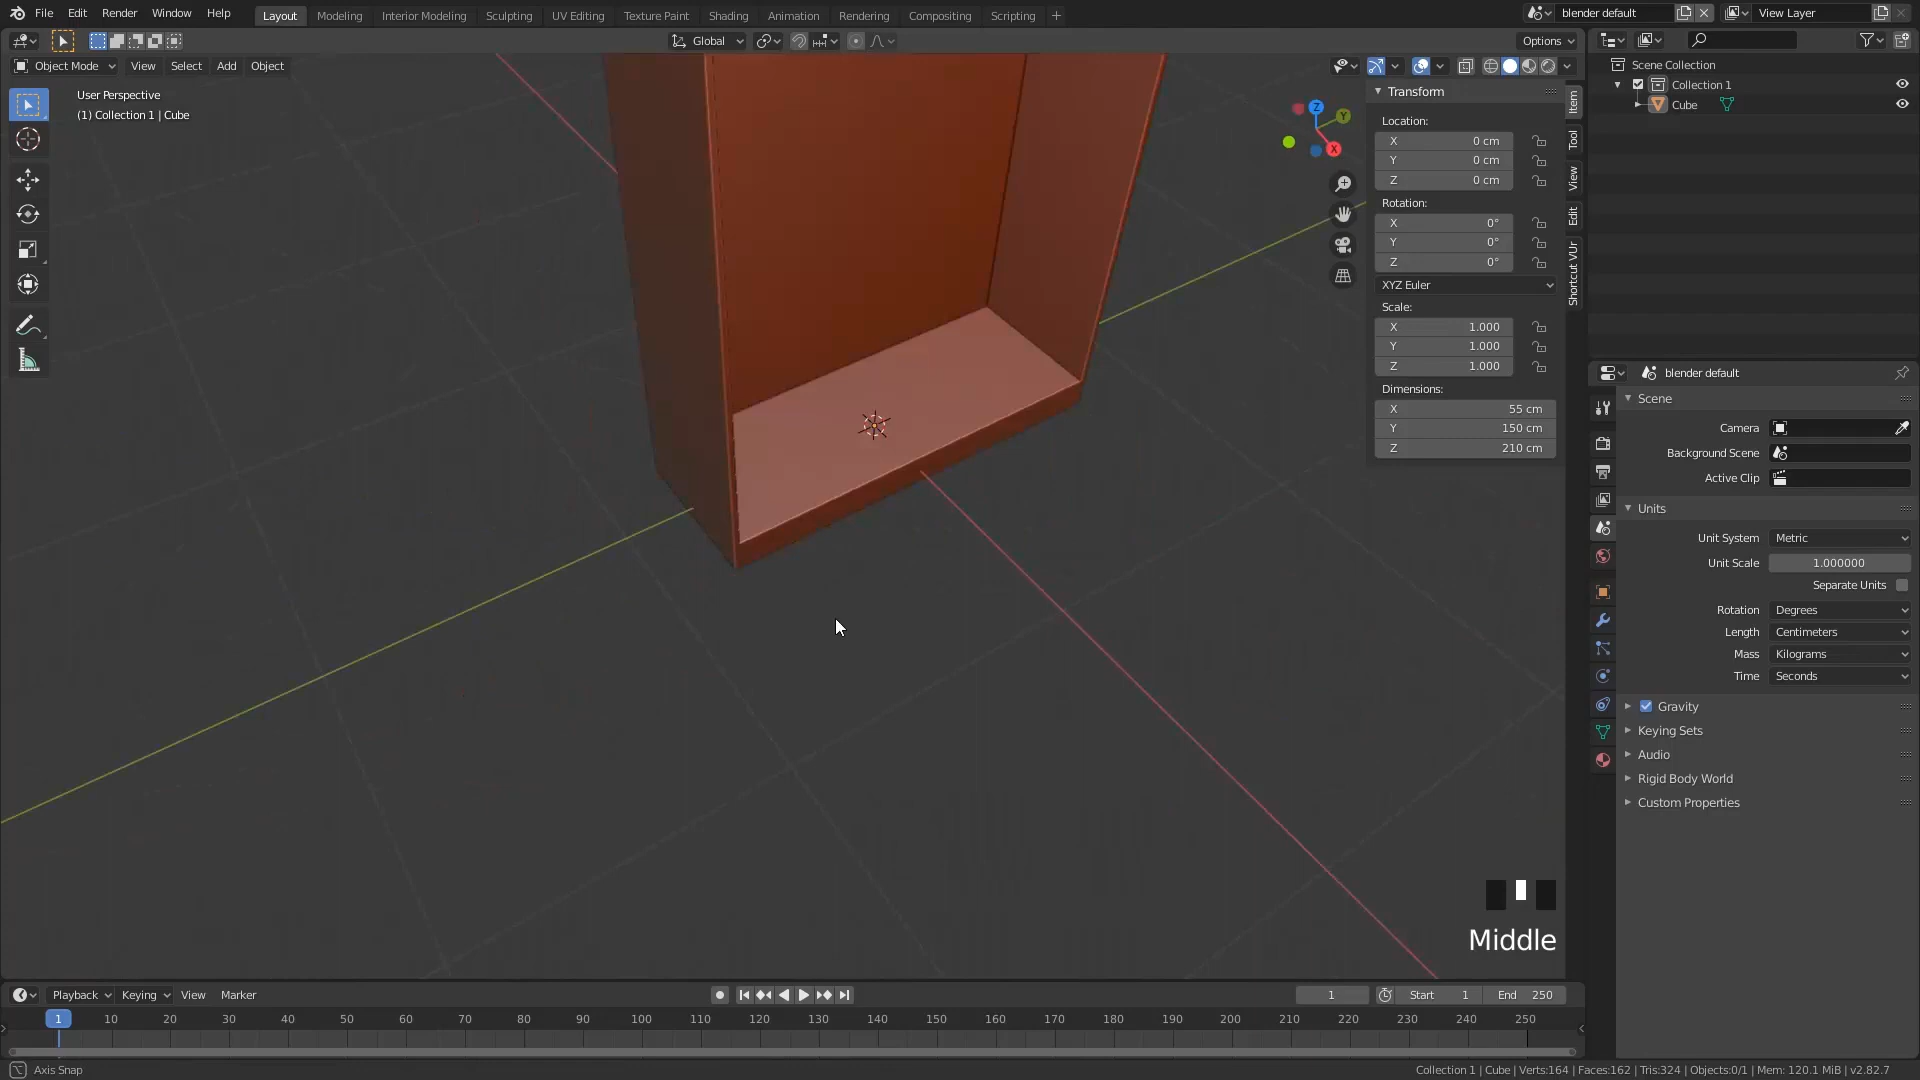 File Edit Render Window Help Layout Modeling Interior Modeling Sculpting UV Editing Texture Paint Shading Animation Rendering Compositing Scripting + blender default View Layer
Global Options
Object Mode View Select Add Object
User Perspective
(1) Collection 1 | Cube
Z
Y
X
Transform
Location:
X 0 cm
Y 0 cm
Z 0 cm
Rotation:
X 0°
Y 0°
Z 0°
XYZ Euler
Scale:
X 1.000
Y 1.000
Z 1.000
Dimensions:
X 55 cm
Y 150 cm
Z 210 cm
Item
Tool
View
Edit
Shortcut VUr
Scene Collection
Collection 1
Cube
blender default
Scene
Camera
Background Scene
Active Clip
Units
Unit System Metric
Unit Scale 1.000000
Separate Units
Rotation Degrees
Length Centimeters
Mass Kilograms
Time Seconds
Gravity
Keying Sets
Audio
Rigid Body World
Custom Properties
Middle
Playback Keying View Marker 1 Start 1 End 250
1 10 20 30 40 50 60 70 80 90 100 110 120 130 140 150 160 170 180 190 200 210 220 230 240 250
Axis Snap Collection 1 | Cube | Verts:164 | Faces:162 | Tris:324 | Objects:0/1 | Mem: 120.1 MiB | v2.82.7